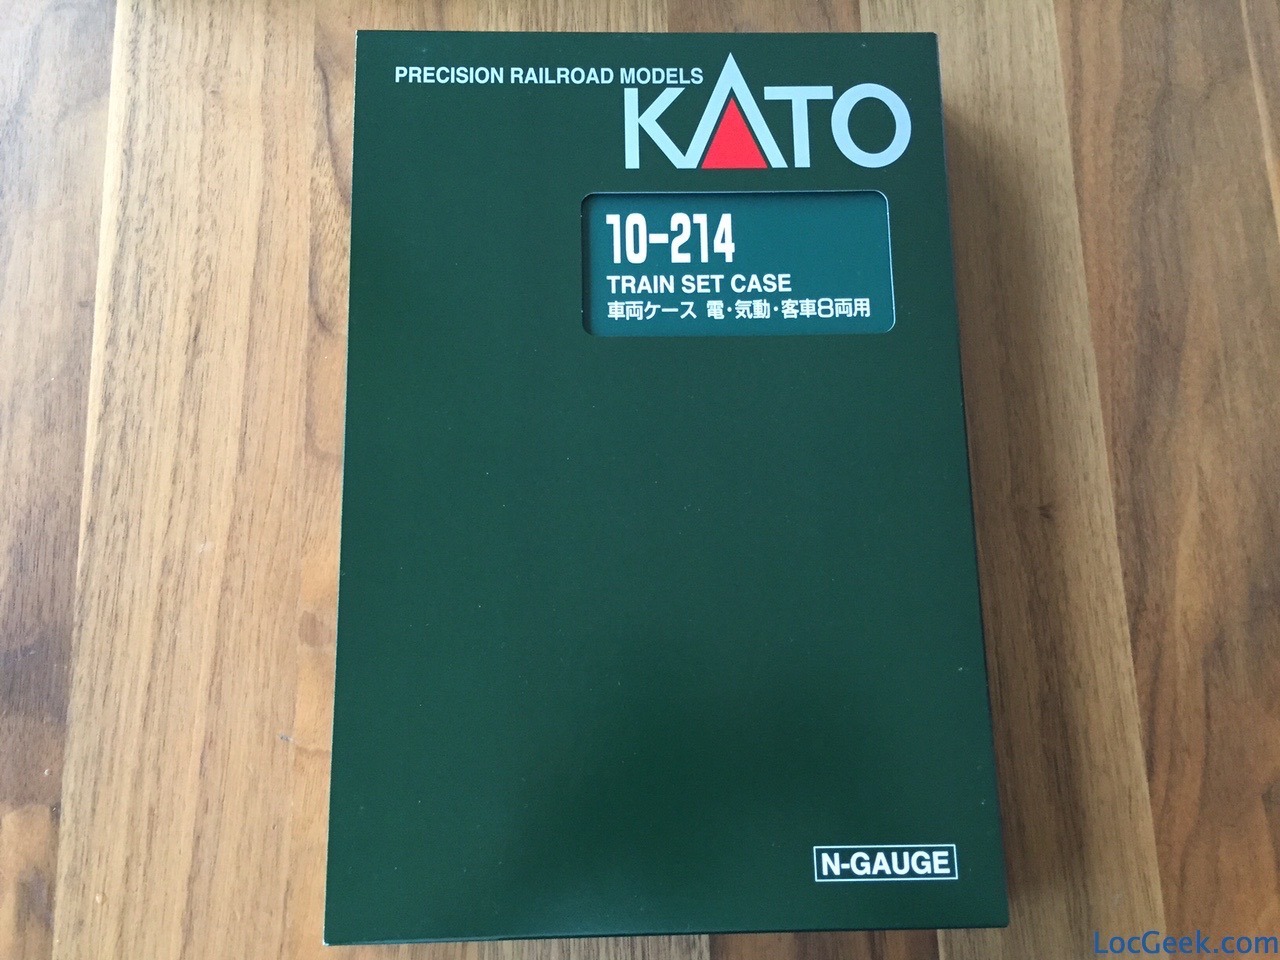 PRECISION RAILROAD MODELS
KATO
10-214
TRAIN SET CASE
車両ケース 電・気動・客車8両用
N-GAUGE
LocGeek.com